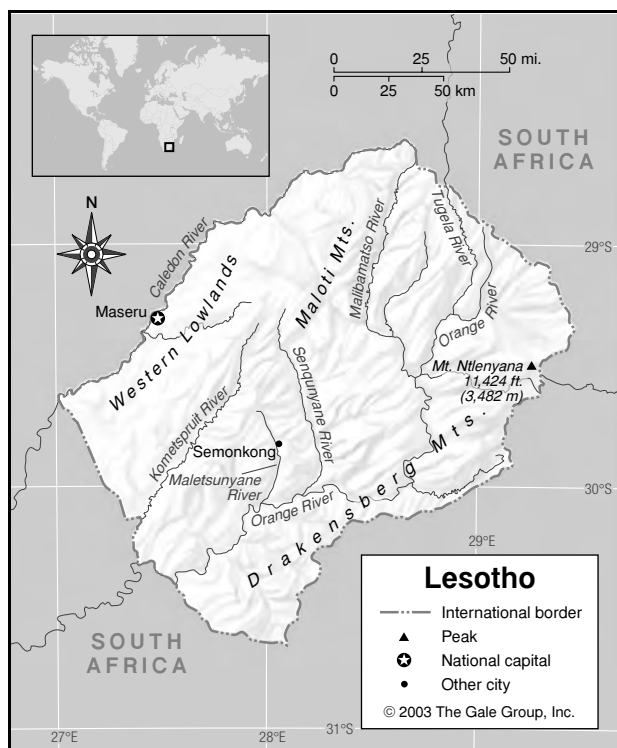 0 25 50 mi.
0 25 50 km
SOUTH
AFRICA
N
Caledon River
Maseru
Western Lowlands
Maloti Mts.
Malibamatso River
Tugela River
29°S
Orange River
Mt. Ntlenyana
11,424 ft.
(3,482 m)
Kometspruit River
Senqunyane River
Semonkong
Maletsunyane
River
Orange River
Drakensberg Mts.
30°S
29°E
SOUTH
AFRICA
Lesotho
International border
Peak
National capital
Other city
© 2003 The Gale Group, Inc.
27°E
28°E
31°S